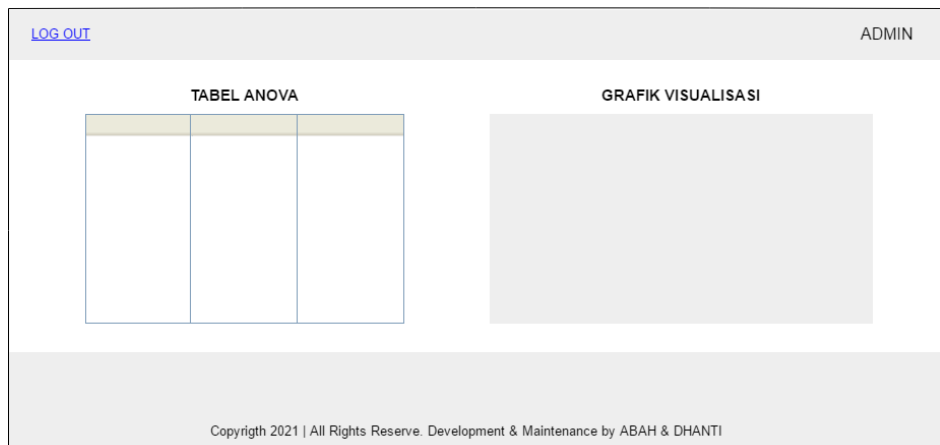 LOG OUT
ADMIN
TABEL ANOVA
GRAFIK VISUALISASI
Copyrigth 2021 | All Rights Reserve. Development & Maintenance by ABAH & DHANTI